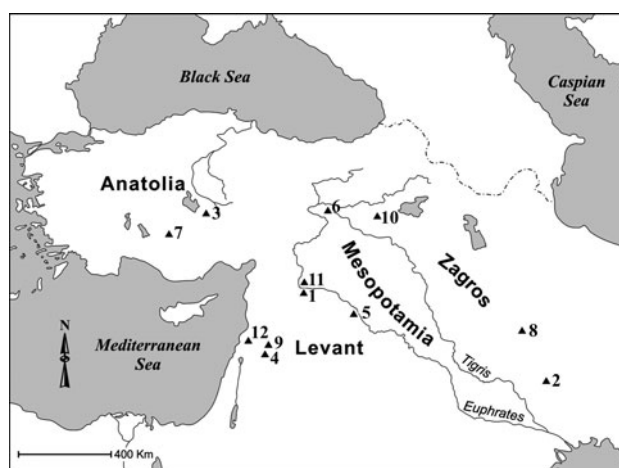 Black Sea
Caspian
Sea
Anatolia
3
6
10
7
Mesopotamia
Zagros
11
1
5
8
12
9
4
Levant
N
Mediterranean
Sea
Tigris
2
Euphrates
400 Km